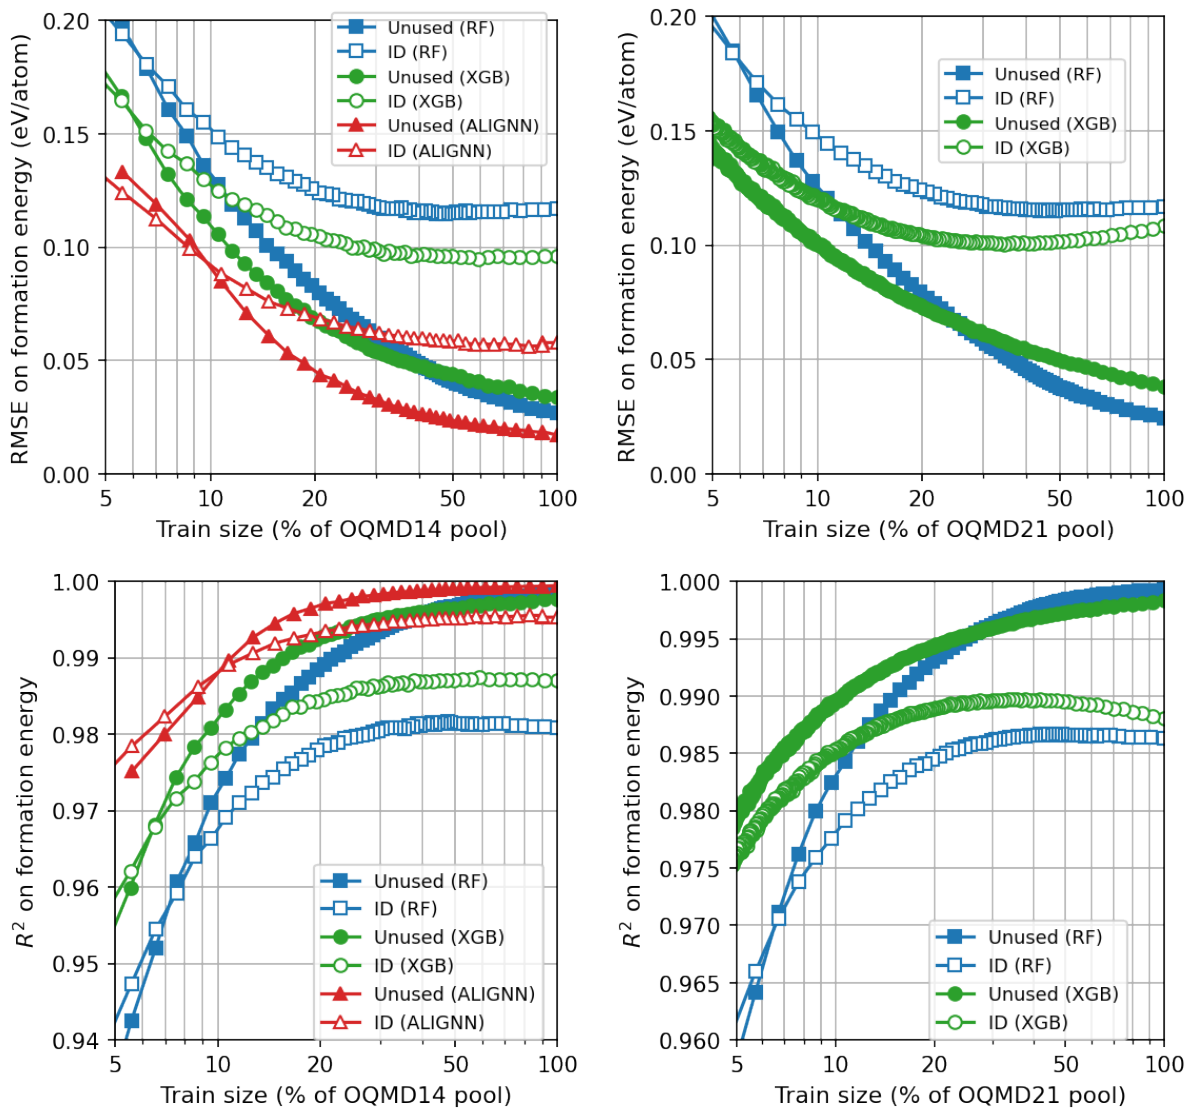 RMSE on formation energy (eV/atom)
0.20
0.15
0.10
0.05
0.00
5
10
20
50
100
Train size (% of OQMD14 pool)
Unused (RF)
ID (RF)
Unused (XGB)
ID (XGB)
Unused (ALIGNN)
ID (ALIGNN)
RMSE on formation energy (eV/atom)
0.20
0.15
0.10
0.05
0.00
5
10
20
50
100
Train size (% of OQMD21 pool)
Unused (RF)
ID (RF)
Unused (XGB)
ID (XGB)
R² on formation energy
1.00
0.99
0.98
0.97
0.96
0.95
0.94
5
10
20
50
100
Train size (% of OQMD14 pool)
Unused (RF)
ID (RF)
Unused (XGB)
ID (XGB)
Unused (ALIGNN)
ID (ALIGNN)
R² on formation energy
1.000
0.995
0.990
0.985
0.980
0.975
0.970
0.965
0.960
5
10
20
50
100
Train size (% of OQMD21 pool)
Unused (RF)
ID (RF)
Unused (XGB)
ID (XGB)